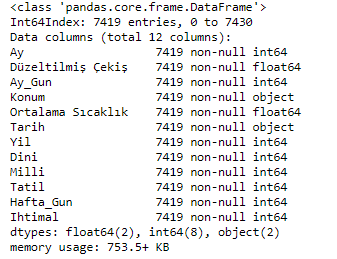 <class 'pandas.core.frame.DataFrame'>
Int64Index: 7419 entries, 0 to 7430
Data columns (total 12 columns):
Ay 7419 non-null int64
Düzeltilmiş Çekiş 7419 non-null float64
Ay_Gun 7419 non-null int64
Konum 7419 non-null object
Ortalama Sıcaklık 7419 non-null float64
Tarih 7419 non-null object
Yil 7419 non-null int64
Dini 7419 non-null int64
Milli 7419 non-null int64
Tatil 7419 non-null int64
Hafta_Gun 7419 non-null int64
Ihtimal 7419 non-null int64
dtypes: float64(2), int64(8), object(2)
memory usage: 753.5+ KB